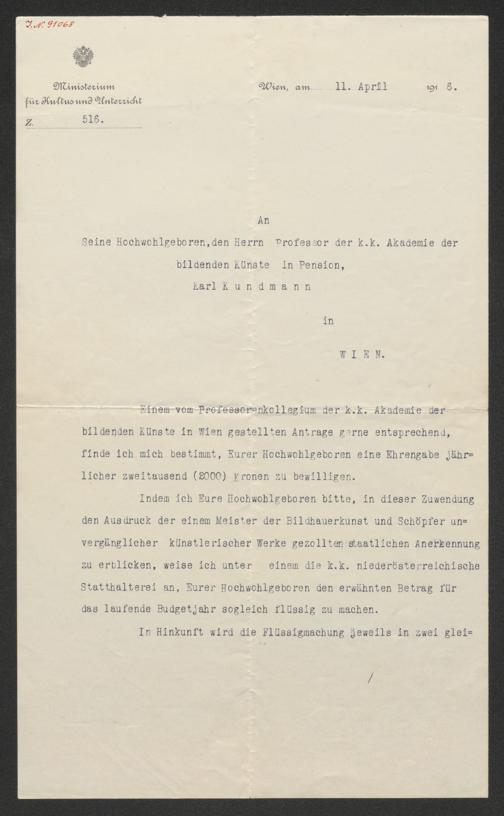 J.N. 91068
Ministerium
für Kultus und Unterricht
Z. 516.
Wien, am 11. April 1918.
An
Seine Hochwohlgeboren,den Herrn Professor der k.k. Akademie der
bildenden Künste in Pension,
Karl K u n d m a n n
in
W I E N.
Einem vom Professorenkollegium der k.k. Akademie der
bildenden Künste in Wien gestellten Antrage gerne entsprechend,
finde ich mich bestimmt, Eurer Hochwohlgeboren eine Ehrengabe jähr=
licher zweitausend (2000) Kronen zu bewilligen.
Indem ich Eure Hochwohlgeboren bitte, in dieser Zuwendung
den Ausdruck der einem Meister der Bildhauerkunst und Schöpfer un=
vergänglicher künstlerischer Werke gezollten staatlichen Anerkennung
zu erblicken, weise ich unter einem die k.k. niederösterreichische
Statthalterei an, Eurer Hochwohlgeboren den erwähnten Betrag für
das laufende Budgetjahr sogleich flüssig zu machen.
In Hinkunft wird die Flüssigmachung jeweils in zwei glei=
/